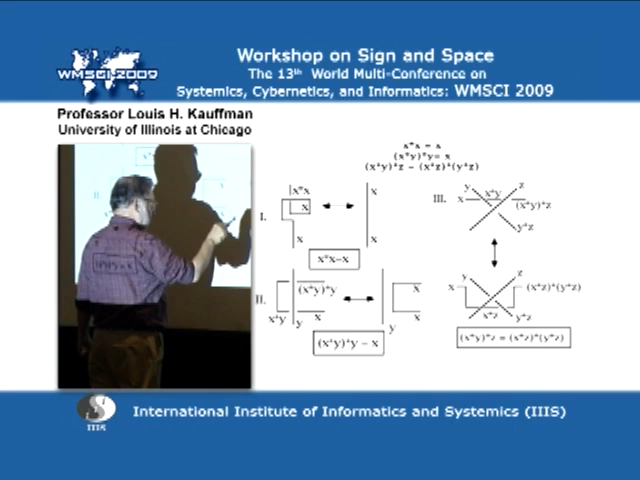 WMSCI 2009
Workshop on Sign and Space
The 13th World Multi-Conference on
Systemics, Cybernetics, and Informatics: WMSCI 2009
Professor Louis H. Kauffman
University of Illinois at Chicago
x*x = x
(x*y)*y = x
(x*y)*z = (x*z)*(y*z)
I.
x*x
x
x
x
x
x*x=x
II.
(x*y)*y
x*y
y
x
x
y
x
(x*y)*y = x
III.
y
z
x
x*y
(x*y)*z
y*z
y
z
x
(x*z)*(y*z)
x*z
y*z
(x*y)*z = (x*z)*(y*z)
IIIS
International Institute of Informatics and Systemics (IIIS)